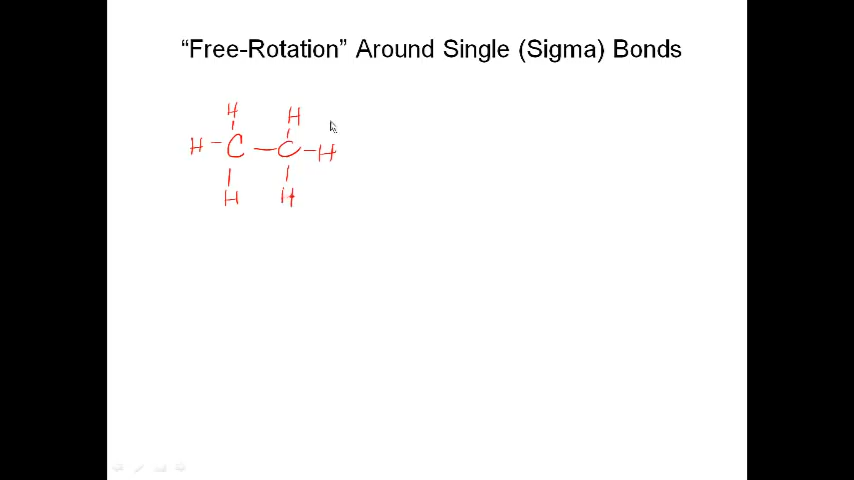 “Free-Rotation” Around Single (Sigma) Bonds
H H
H - C — C - H
H H